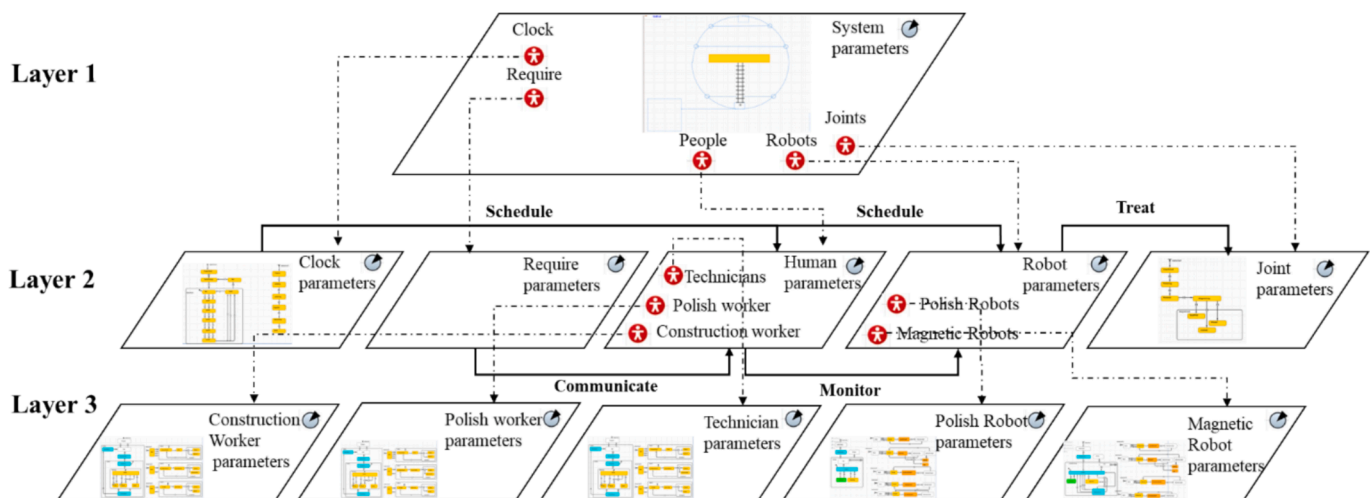 Layer 1
Clock
Require
System
parameters
Joints
People
Robots
Schedule
Schedule
Treat
Layer 2
Clock
parameters
Require
parameters
Technicians
Polish worker
Construction worker
Human
parameters
Robot
parameters
Polish Robots
Magnetic Robots
Joint
parameters
Communicate
Monitor
Layer 3
Construction
Worker
parameters
Polish worker
parameters
Technician
parameters
Polish Robot
parameters
Magnetic
Robot
parameters